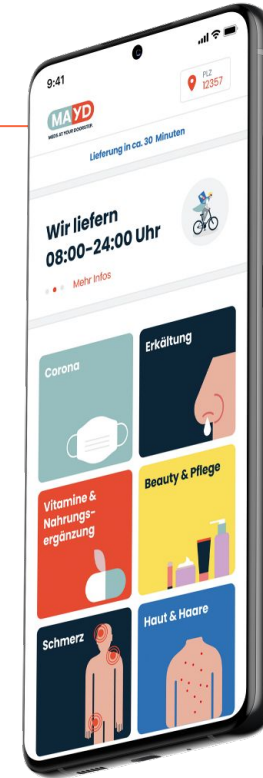 9:41
MAYD
MEDS AT YOUR DOORSTEP
PLZ
12357
Lieferung in ca. 30 Minuten
Wir liefern
08:00-24:00 Uhr
Mehr Infos
Corona
Erkältung
Vitamine &
Nahrungs-
ergänzung
Beauty & Pflege
Schmerz
Haut & Haare